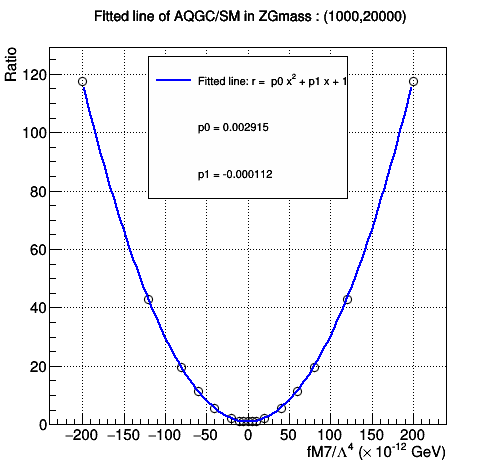 FItted line of AQGC/SM in ZGmass : (1000,20000)
Ratio
Fitted line: r = p0 x² + p1 x + 1
p0 = 0.002915
p1 = -0.000112
120
100
80
60
40
20
0
−200 −150 −100 −50 0 50 100 150 200
fM7/Λ⁴ (× 10⁻¹² GeV)